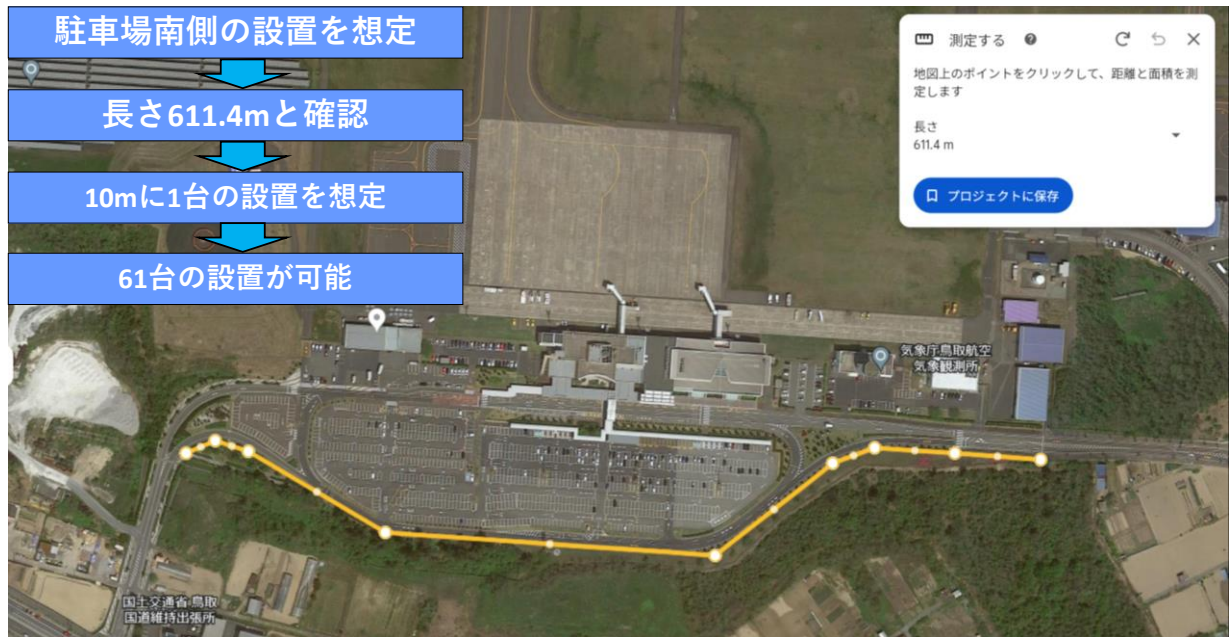 駐車場南側の設置を想定
長さ611.4mと確認
10mに1台の設置を想定
61台の設置が可能
測定する
地図上のポイントをクリックして、距離と面積を測
定します
長さ
611.4 m
プロジェクトに保存
気象庁鳥取航空
気象観測所
国土交通省 鳥取
国道維持出張所